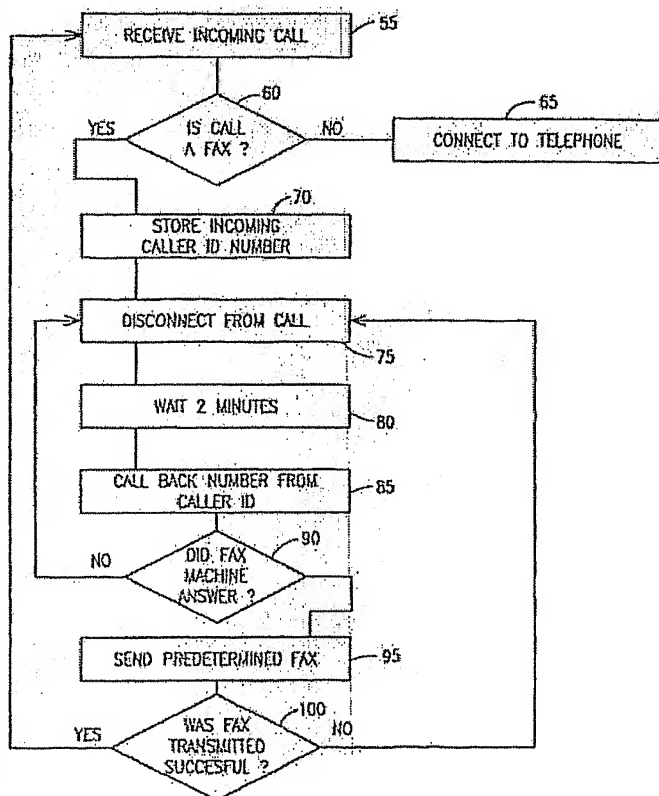 RECEIVE INCOMING CALL
55
60
YES
IS CALL
A FAX ?
NO
65
CONNECT TO TELEPHONE
70
STORE INCOMING
CALLER ID NUMBER
DISCONNECT FROM CALL
75
WAIT 2 MINUTES
80
CALL BACK NUMBER FROM
CALLER ID
85
90
NO
DID FAX
MACHINE
ANSWER ?
SEND PREDETERMINED FAX
95
100
YES
WAS FAX
TRANSMITTED
SUCCESFUL ?
NO